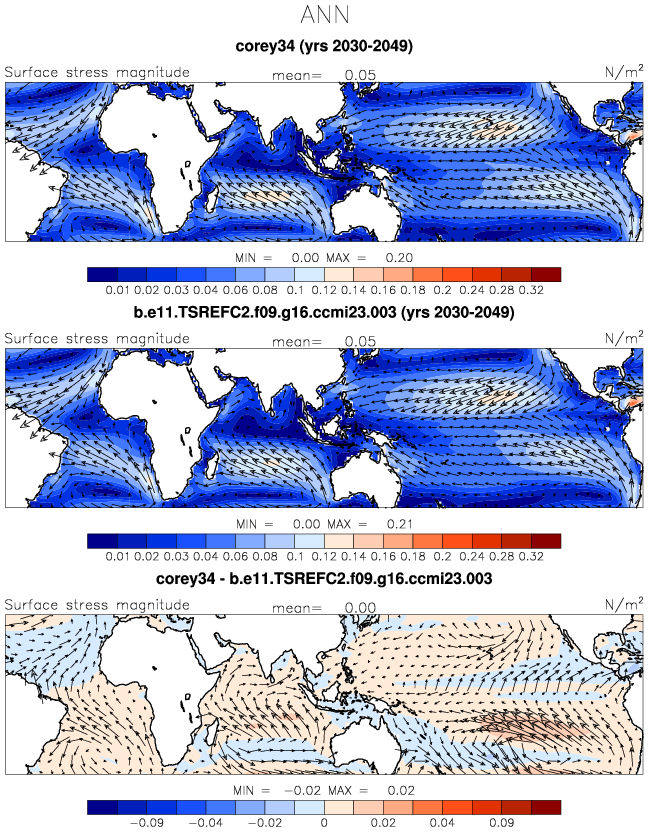 ANN
corey34 (yrs 2030-2049)
Surface stress magnitude mean= 0.05 N/m²
MIN = 0.00 MAX = 0.20
0.01 0.02 0.03 0.04 0.06 0.08 0.1 0.12 0.14 0.16 0.18 0.2 0.24 0.28 0.32
b.e11.TSREFC2.f09.g16.ccmi23.003 (yrs 2030-2049)
Surface stress magnitude mean= 0.05 N/m²
MIN = 0.00 MAX = 0.21
0.01 0.02 0.03 0.04 0.06 0.08 0.1 0.12 0.14 0.16 0.18 0.2 0.24 0.28 0.32
corey34 - b.e11.TSREFC2.f09.g16.ccmi23.003
Surface stress magnitude mean= 0.00 N/m²
MIN = −0.02 MAX = 0.02
−0.09 −0.04 −0.02 0 0.02 0.04 0.09